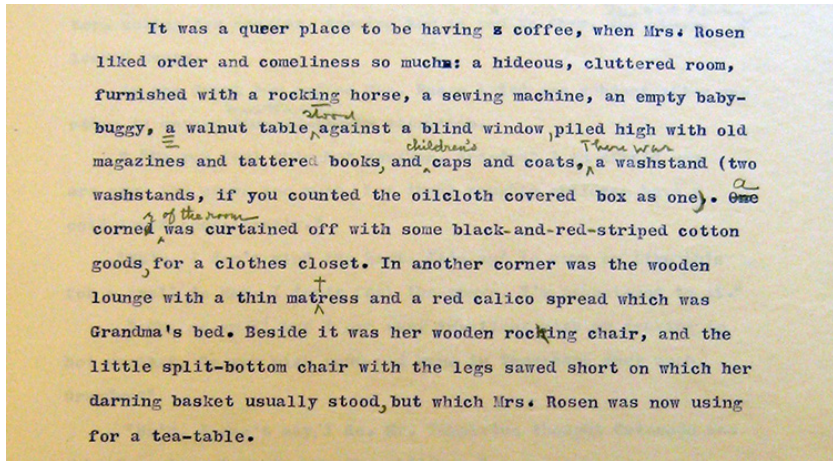 It was a queer place to be having coffee, when Mrs. Rosen
liked order and comeliness so much: a hideous, cluttered room,
furnished with a rocking horse, a sewing machine, an empty baby-
stood
buggy, a walnut table against a blind window, piled high with old
children's There was
magazines and tattered books, and caps and coats, a washstand (two
washstands, if you counted the oilcloth covered box as one). One
a
r of the room
corned was curtained off with some black-and-red-striped cotton
goods, for a clothes closet. In another corner was the wooden
t
lounge with a thin matress and a red calico spread which was
Grandma's bed. Beside it was her wooden rocking chair, and the
little split-bottom chair with the legs sawed short on which her
darning basket usually stood, but which Mrs. Rosen was now using
for a tea-table.